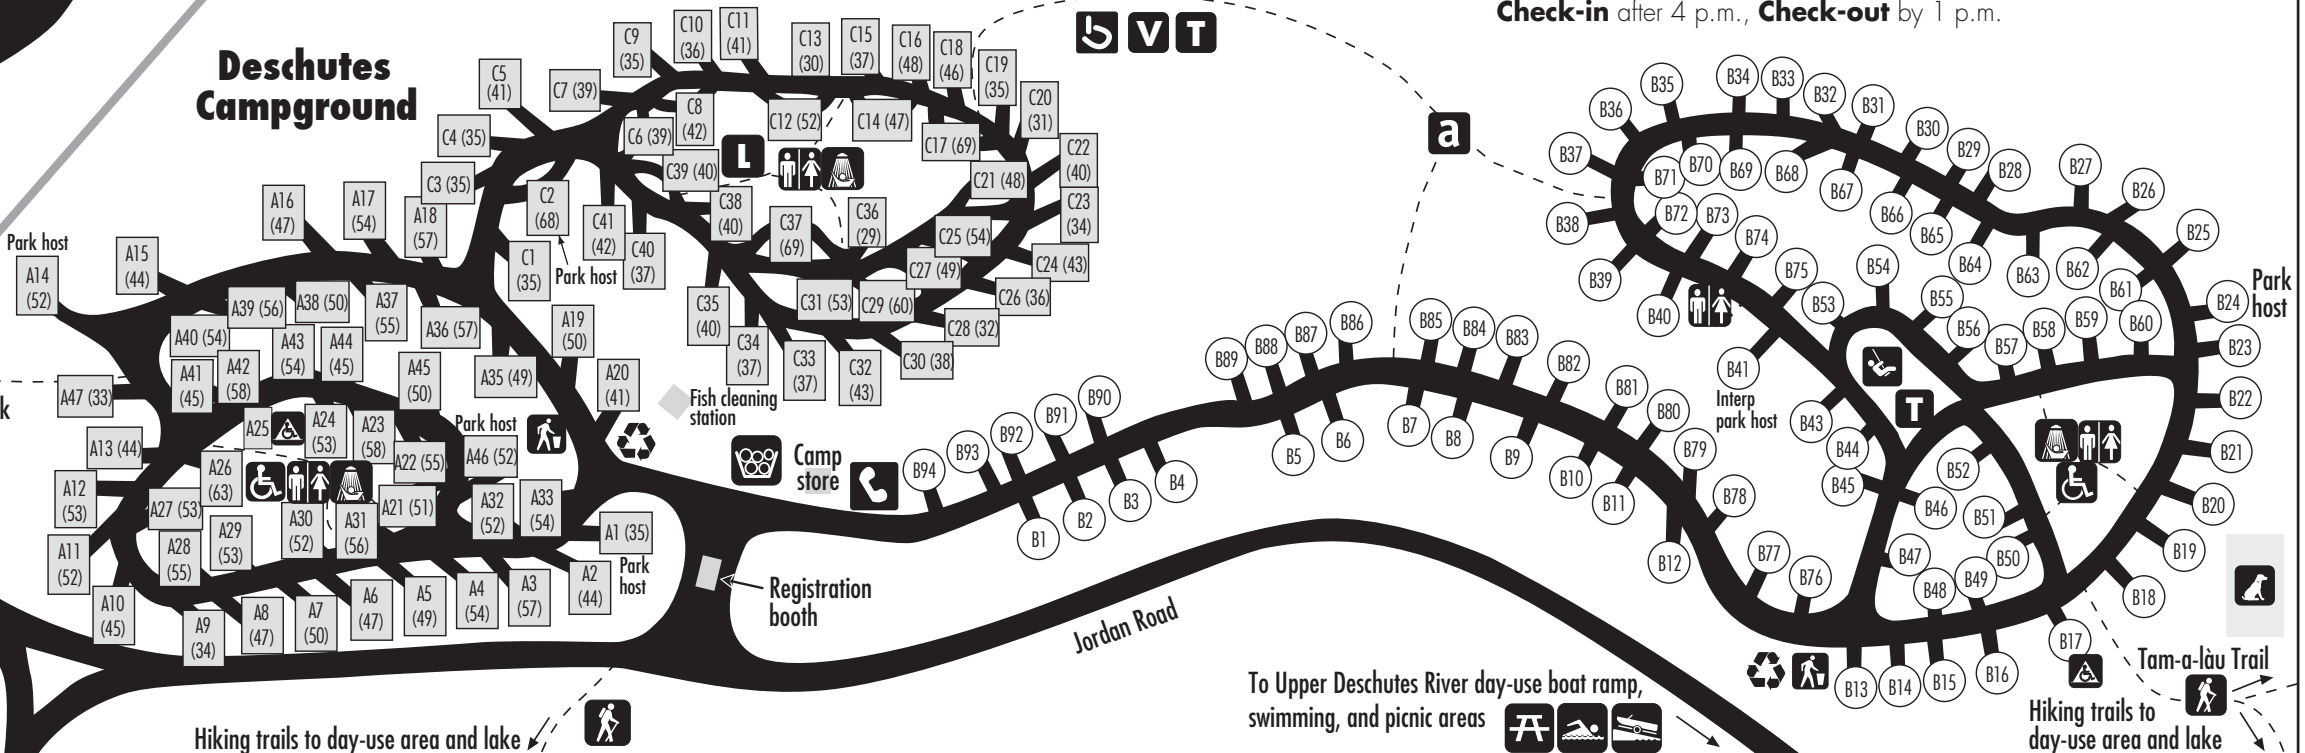 Check-in after 4 p.m., Check-out by 1 p.m.
Deschutes
Campground
C9
(35)
C10
(36)
C11
(41)
C13
(30)
C15
(37)
C16
(48)
C18
(46)
C19
(35)
C20
(31)
C5
(41)
C7 (39)
C8
(42)
C12 (52)
C14 (47)
C17 (69)
C4 (35)
C6 (39)
C39 (40)
L
C21 (48)
C22
(40)
C23
(34)
C3 (35)
C2
(68)
Park host
C41
(42)
C40
(37)
C38
(40)
C37
(69)
C36
(29)
C25 (54)
C27 (49)
C24 (43)
C26 (36)
C1
(35)
C35
(40)
C31 (53)
C29 (60)
C28 (32)
C34
(37)
C33
(37)
C32
(43)
C30 (38)
V
T
a
A16
(47)
A17
(54)
A18
(57)
Park host
A14
(52)
A15
(44)
A39 (56)
A38 (50)
A37
(55)
A36 (57)
A19
(50)
A40 (54)
A43
(54)
A44
(45)
A42
(58)
A41
(45)
A45
(50)
A35 (49)
A20
(41)
A47 (33)
k
Fish cleaning
station
A25
A24
(53)
A23
(58)
Park host
A46 (52)
A22 (55)
A13 (44)
A26
(63)
A12
(53)
A27 (53)
A21 (51)
A32
(52)
A33
(54)
A1 (35)
Park
host
A11
(52)
A28
(55)
A29
(53)
A30
(52)
A31
(56)
A10
(45)
A9
(34)
A8
(47)
A7
(50)
A6
(47)
A5
(49)
A4
(54)
A3
(57)
A2
(44)
Camp
store
Registration
booth
Jordan Road
B94
B93
B92
B91
B90
B89
B88
B87
B86
B85
B84
B83
B82
B81
B80
B79
B78
B77
B76
B1
B2
B3
B4
B5
B6
B7
B8
B9
B10
B11
B12
B13
B14
B15
B16
B17
B18
B19
B20
B21
B22
B23
B24
Park
host
B25
B26
B27
B28
B29
B30
B31
B32
B33
B34
B35
B36
B37
B38
B39
B40
B41
Interp
park host
B43
B44
B45
B46
B47
B48
B49
B50
B51
B52
B53
B54
B55
B56
B57
B58
B59
B60
B61
B62
B63
B64
B65
B66
B67
B68
B69
B70
B71
B72
B73
B74
B75
T
To Upper Deschutes River day-use boat ramp,
swimming, and picnic areas
Tam-a-làu Trail
Hiking trails to
day-use area and lake
Hiking trails to day-use area and lake